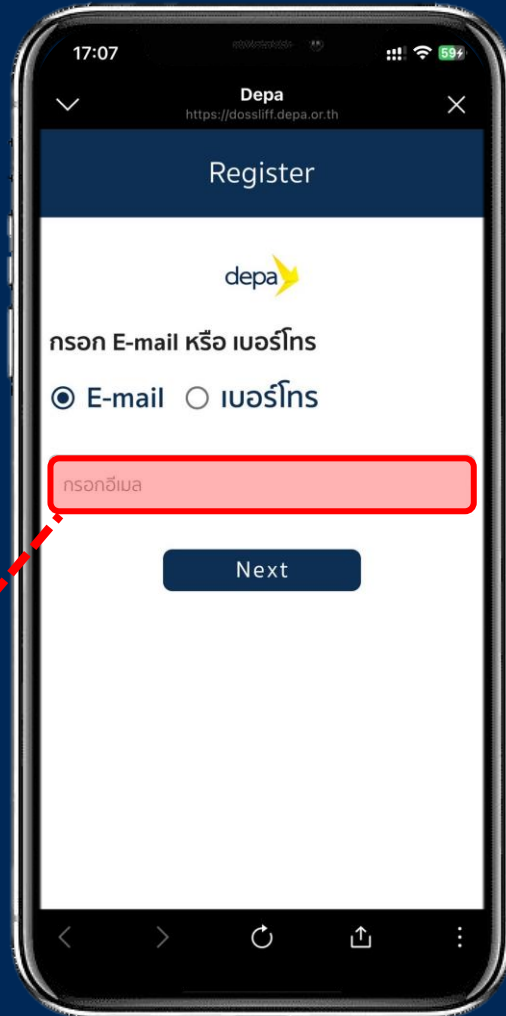 17:07
59
Depa
https://dossliff.depa.or.th
Register
depa
กรอก E-mail หรือ เบอร์โทร
E-mail เบอร์โทร
กรอกอีเมล
Next